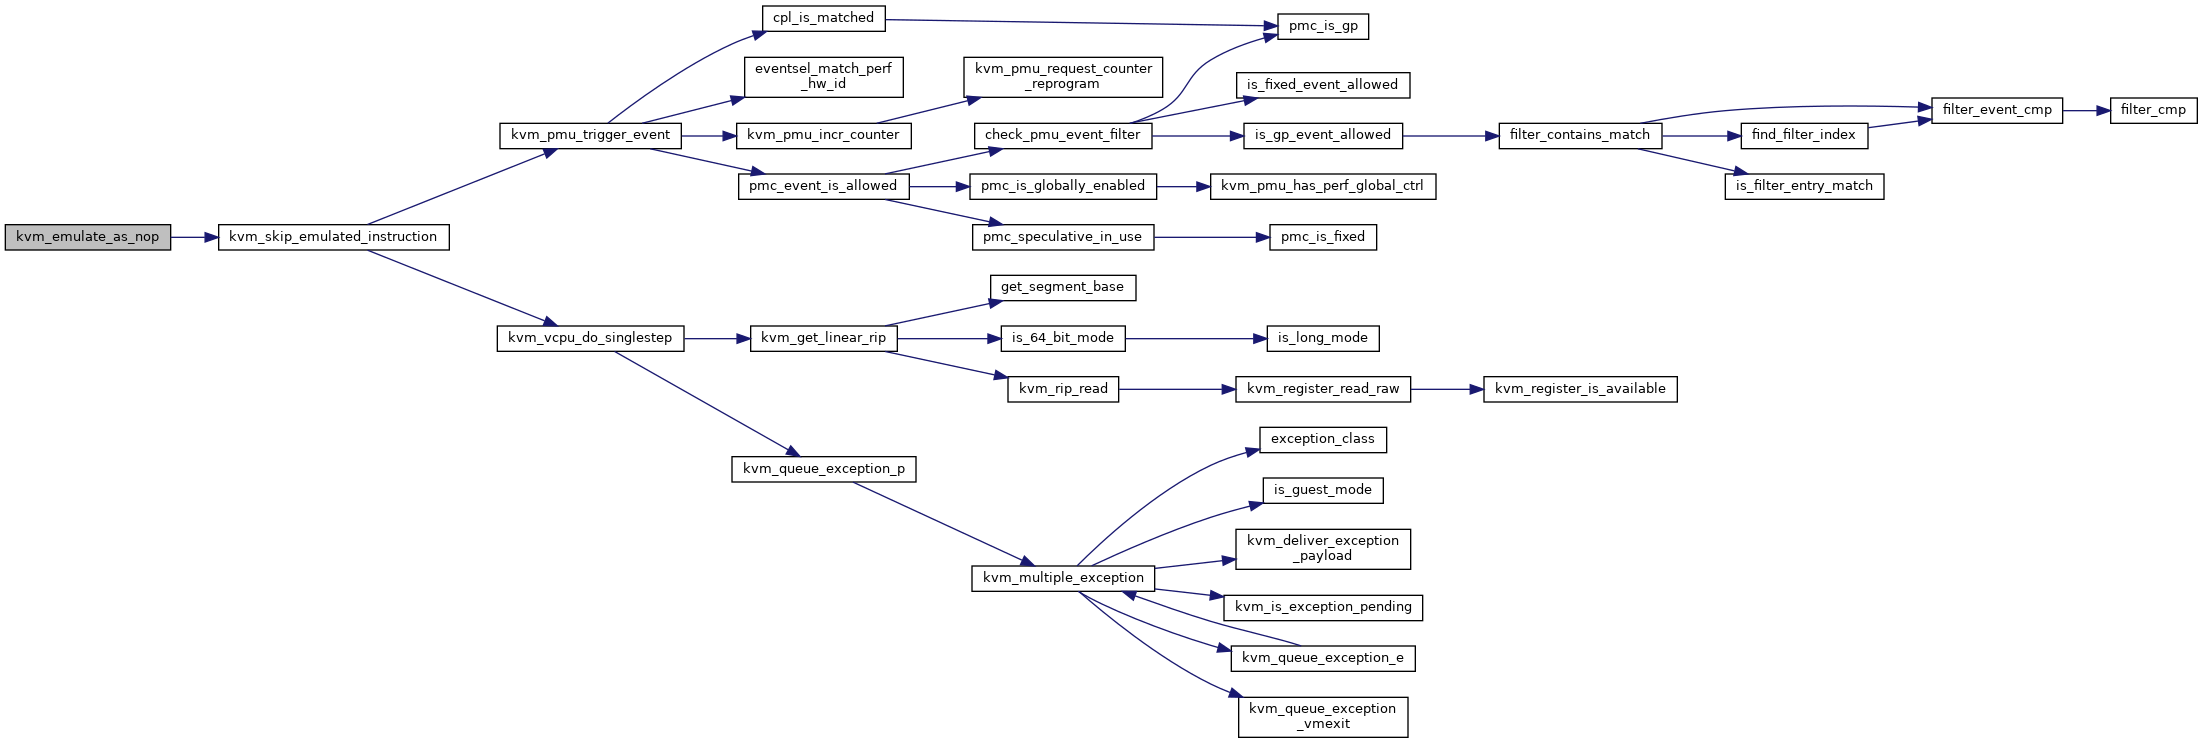 kvm_emulate_as_nop
kvm_skip_emulated_instruction
kvm_pmu_trigger_event
cpl_is_matched
pmc_is_gp
eventsel_match_perf
_hw_id
kvm_pmu_incr_counter
kvm_pmu_request_counter
_reprogram
pmc_event_is_allowed
check_pmu_event_filter
is_fixed_event_allowed
is_gp_event_allowed
filter_contains_match
filter_event_cmp
filter_cmp
find_filter_index
is_filter_entry_match
pmc_is_globally_enabled
kvm_pmu_has_perf_global_ctrl
pmc_speculative_in_use
pmc_is_fixed
kvm_vcpu_do_singlestep
kvm_get_linear_rip
get_segment_base
is_64_bit_mode
is_long_mode
kvm_rip_read
kvm_register_read_raw
kvm_register_is_available
kvm_queue_exception_p
kvm_multiple_exception
exception_class
is_guest_mode
kvm_deliver_exception
_payload
kvm_is_exception_pending
kvm_queue_exception_e
kvm_queue_exception
_vmexit